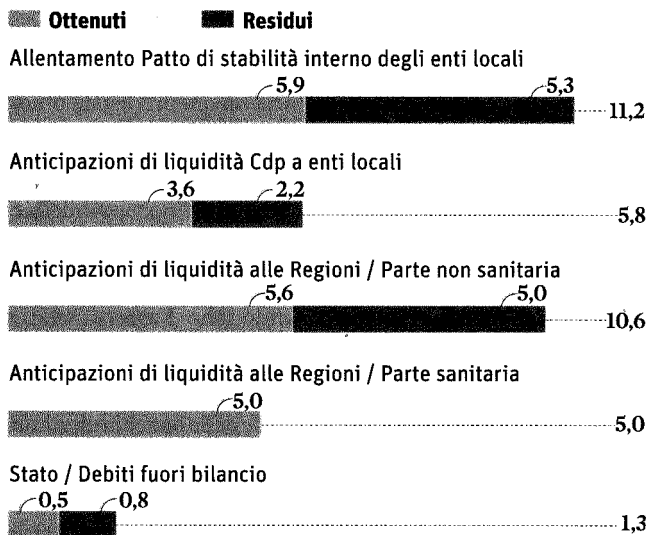 Ottenuti Residui
Allentamento Patto di stabilità interno degli enti locali
5,9 5,3
11,2
Anticipazioni di liquidità Cdp a enti locali
3,6 2,2
5,8
Anticipazioni di liquidità alle Regioni / Parte non sanitaria
5,6 5,0
10,6
Anticipazioni di liquidità alle Regioni / Parte sanitaria
5,0
5,0
Stato / Debiti fuori bilancio
0,5 0,8
1,3